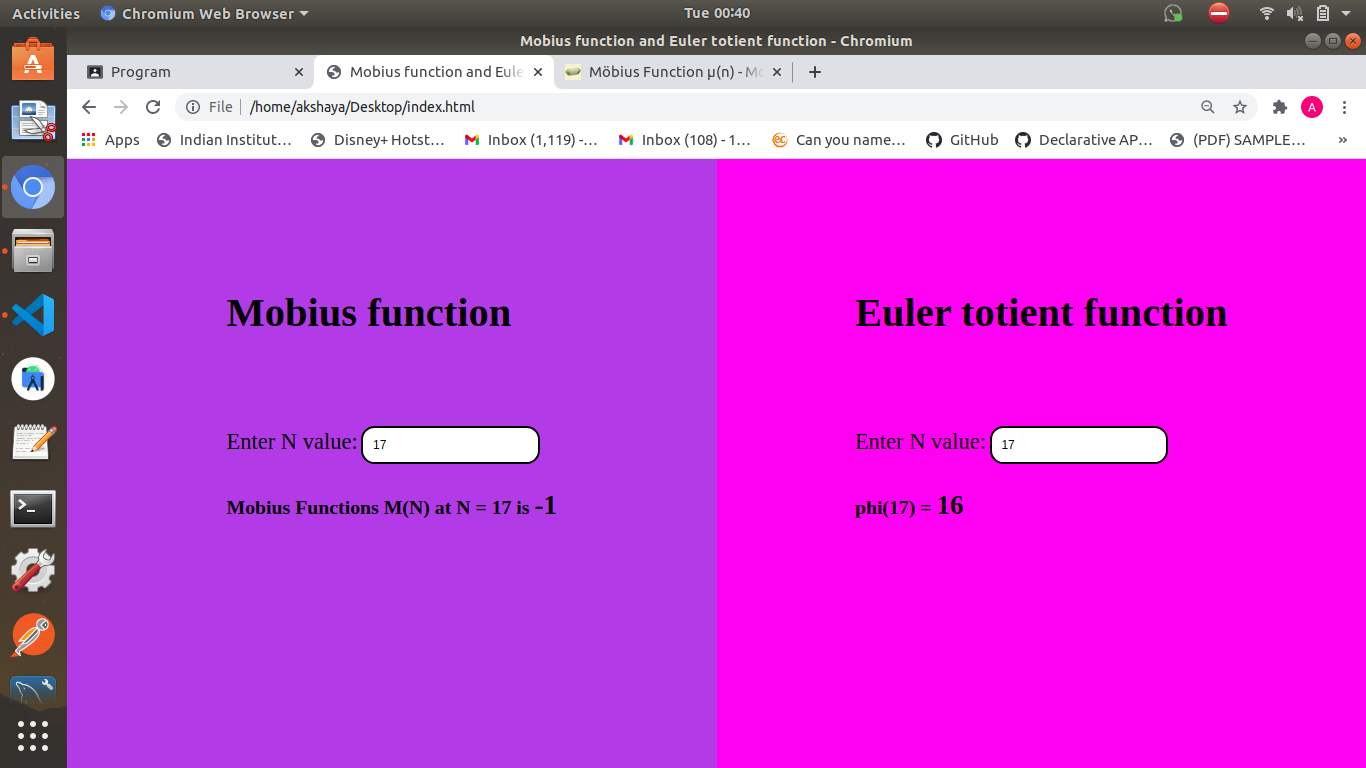 Activities Chromium Web Browser Tue 00:40
Mobius function and Euler totient function - Chromium
Program Mobius function and Eule Möbius Function μ(n) - Mo
File /home/akshaya/Desktop/index.html A
Apps Indian Institut… Disney+ Hotst… Inbox (1,119) -… Inbox (108) - 1… Can you name… GitHub Declarative AP… (PDF) SAMPLE… »
Mobius function
Enter N value: 17
Mobius Functions M(N) at N = 17 is -1
Euler totient function
Enter N value: 17
phi(17) = 16